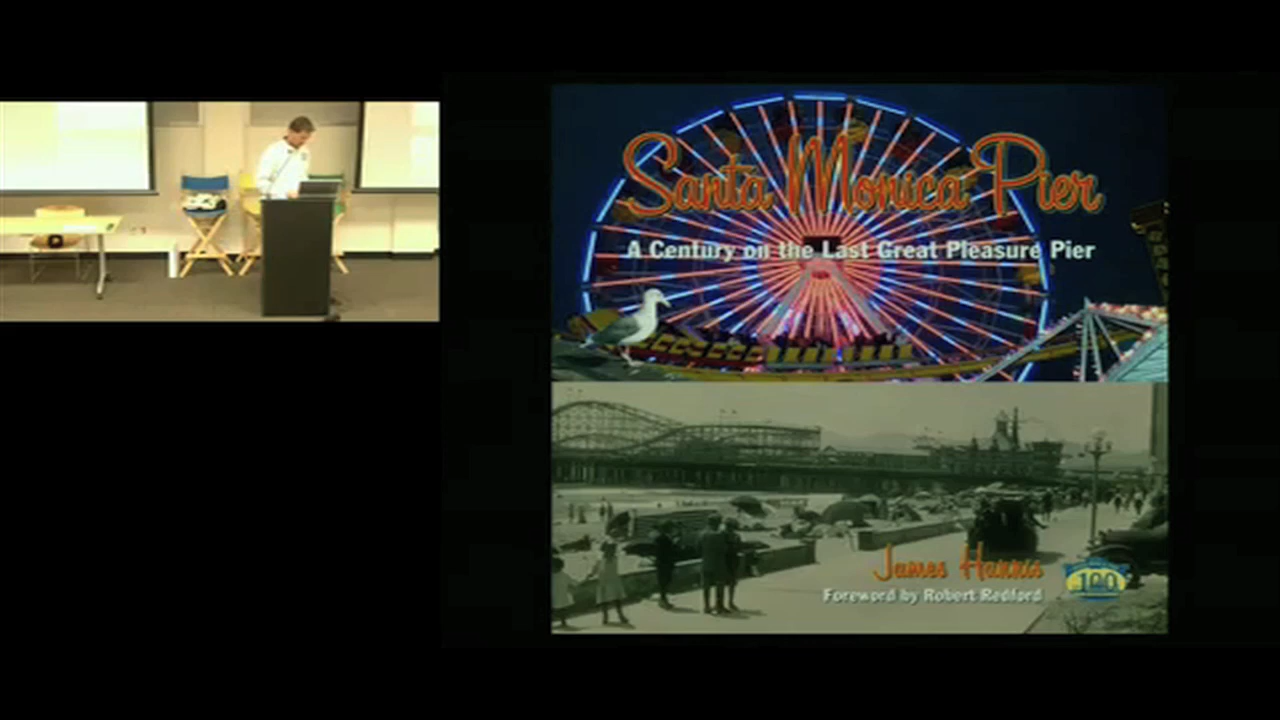 Santa Monica Pier
A Century on the Last Great Pleasure Pier
James Harris
Foreword by Robert Redford
100